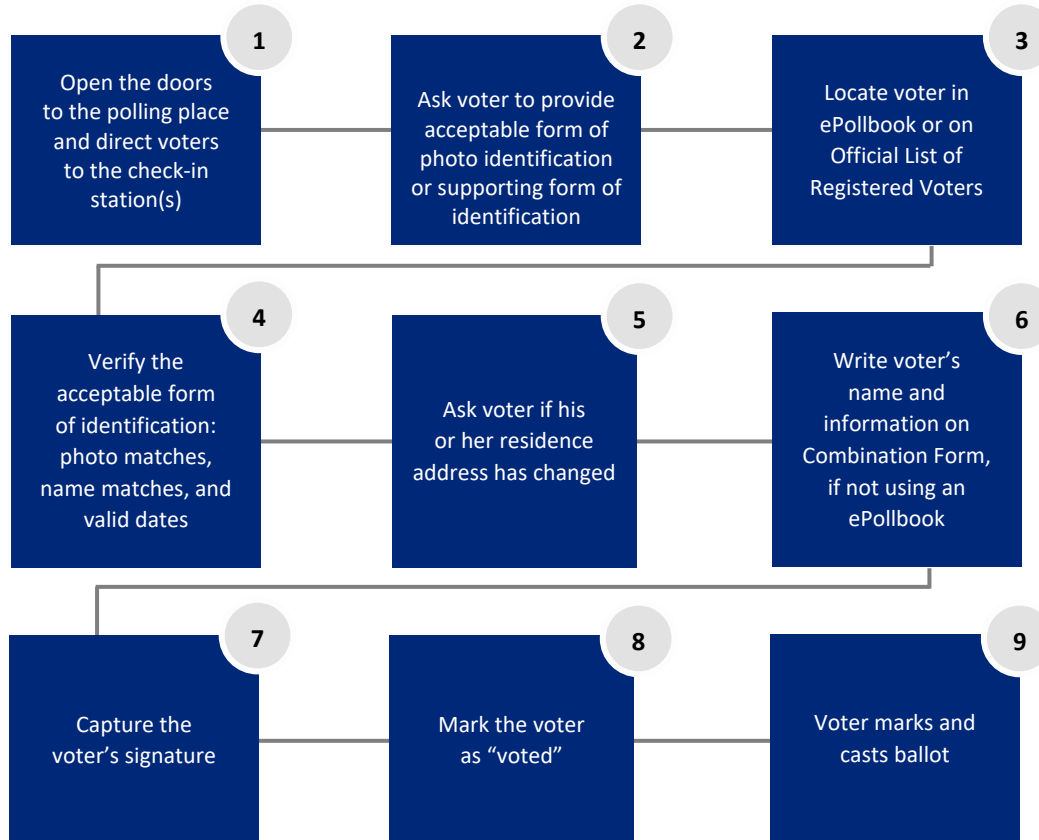 1
Open the doors
to the polling place
and direct voters
to the check-in
station(s)
2
Ask voter to provide
acceptable form of
photo identification
or supporting form of
identification
3
Locate voter in
ePollbook or on
Official List of
Registered Voters
4
Verify the
acceptable form
of identification:
photo matches,
name matches, and
valid dates
5
Ask voter if his
or her residence
address has changed
6
Write voter’s
name and
information on
Combination Form,
if not using an
ePollbook
7
Capture the
voter’s signature
8
Mark the voter
as “voted”
9
Voter marks and
casts ballot